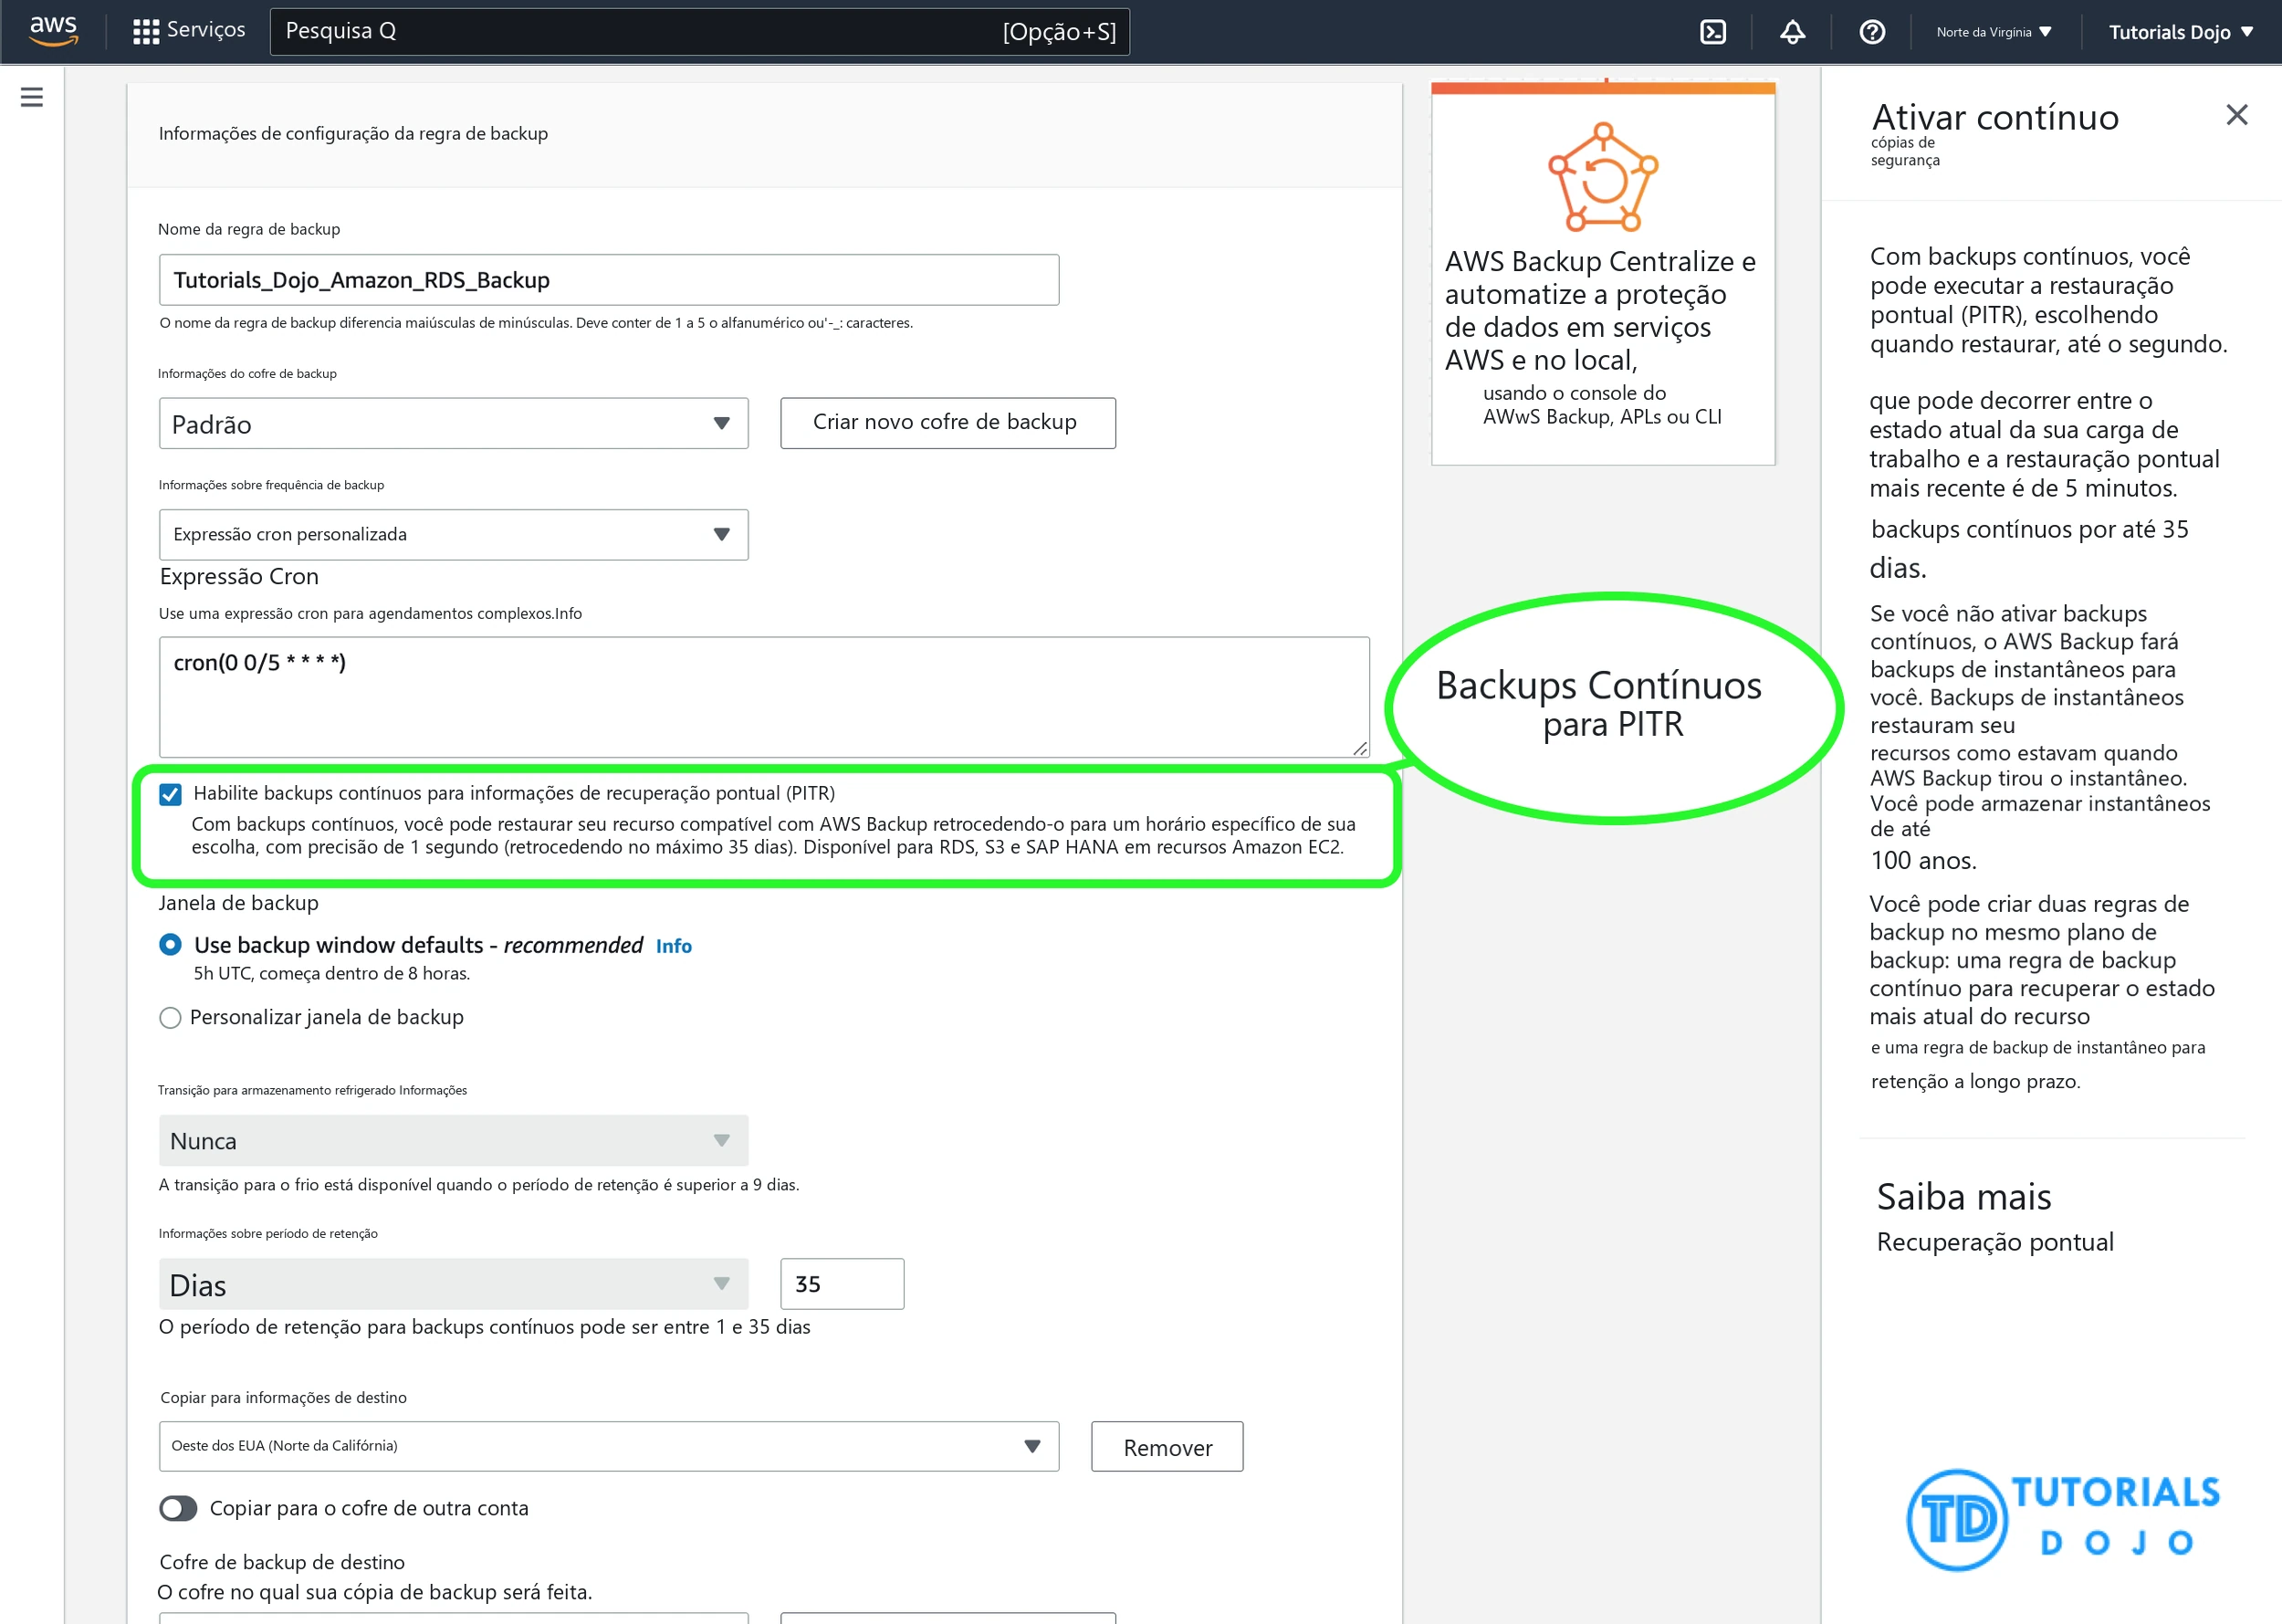 aws
Serviços
Pesquisa Q
[Opção+S]
Norte da Virgínia
Tutorials Dojo
Informações de configuração da regra de backup
Nome da regra de backup
Tutorials_Dojo_Amazon_RDS_Backup
O nome da regra de backup diferencia maiúsculas de minúsculas. Deve conter de 1 a 5 o alfanumérico ou'-_: caracteres.
Informações do cofre de backup
Padrão
Criar novo cofre de backup
Informações sobre frequência de backup
Expressão cron personalizada
Expressão Cron
Use uma expressão cron para agendamentos complexos.Info
cron(0 0/5 * * * *)
Habilite backups contínuos para informações de recuperação pontual (PITR)
Com backups contínuos, você pode restaurar seu recurso compatível com AWS Backup retrocedendo-o para um horário específico de sua
escolha, com precisão de 1 segundo (retrocedendo no máximo 35 dias). Disponível para RDS, S3 e SAP HANA em recursos Amazon EC2.
Janela de backup
Use backup window defaults - recommended Info
5h UTC, começa dentro de 8 horas.
Personalizar janela de backup
Transição para armazenamento refrigerado Informações
Nunca
A transição para o frio está disponível quando o período de retenção é superior a 9 dias.
Informações sobre período de retenção
Dias
35
O período de retenção para backups contínuos pode ser entre 1 e 35 dias
Copiar para informações de destino
Oeste dos EUA (Norte da Califórnia)
Remover
Copiar para o cofre de outra conta
Cofre de backup de destino
O cofre no qual sua cópia de backup será feita.
AWS Backup Centralize e
automatize a proteção
de dados em serviços
AWS e no local,
usando o console do
AWwS Backup, APLs ou CLI
Backups Contínuos
para PITR
Ativar contínuo
cópias de
segurança
Com backups contínuos, você
pode executar a restauração
pontual (PITR), escolhendo
quando restaurar, até o segundo.
que pode decorrer entre o
estado atual da sua carga de
trabalho e a restauração pontual
mais recente é de 5 minutos.
backups contínuos por até 35
dias.
Se você não ativar backups
contínuos, o AWS Backup fará
backups de instantâneos para
você. Backups de instantâneos
restauram seu
recursos como estavam quando
AWS Backup tirou o instantâneo.
Você pode armazenar instantâneos
de até
100 anos.
Você pode criar duas regras de
backup no mesmo plano de
backup: uma regra de backup
contínuo para recuperar o estado
mais atual do recurso
e uma regra de backup de instantâneo para
retenção a longo prazo.
Saiba mais
Recuperação pontual
TD
TUTORIALS
DOJO